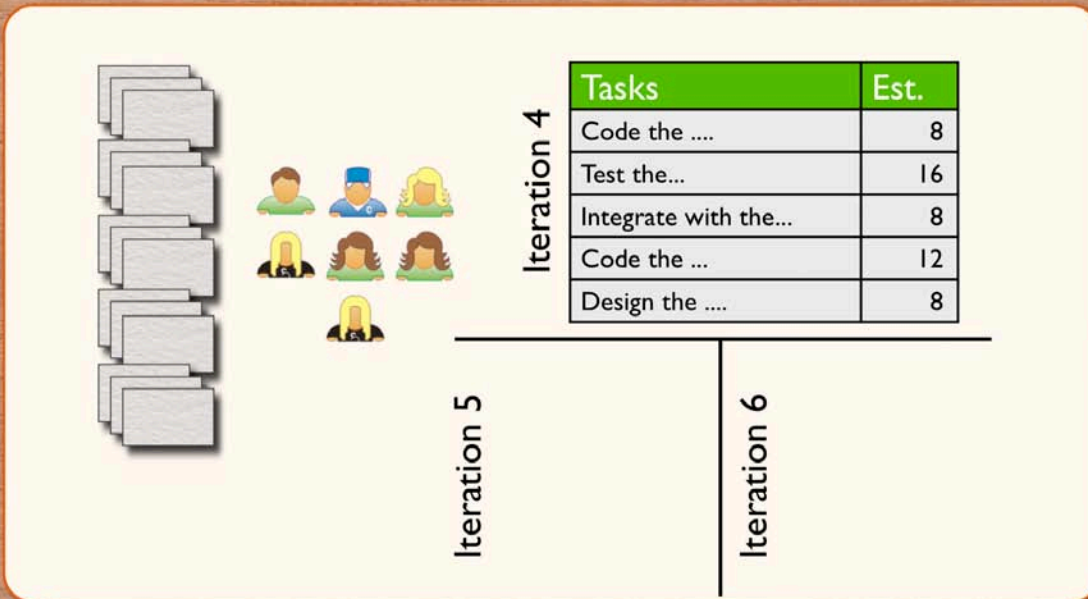 Iteration 4
Tasks Est.
Code the .... 8
Test the... 16
Integrate with the... 8
Code the ... 12
Design the .... 8
Iteration 5
Iteration 6